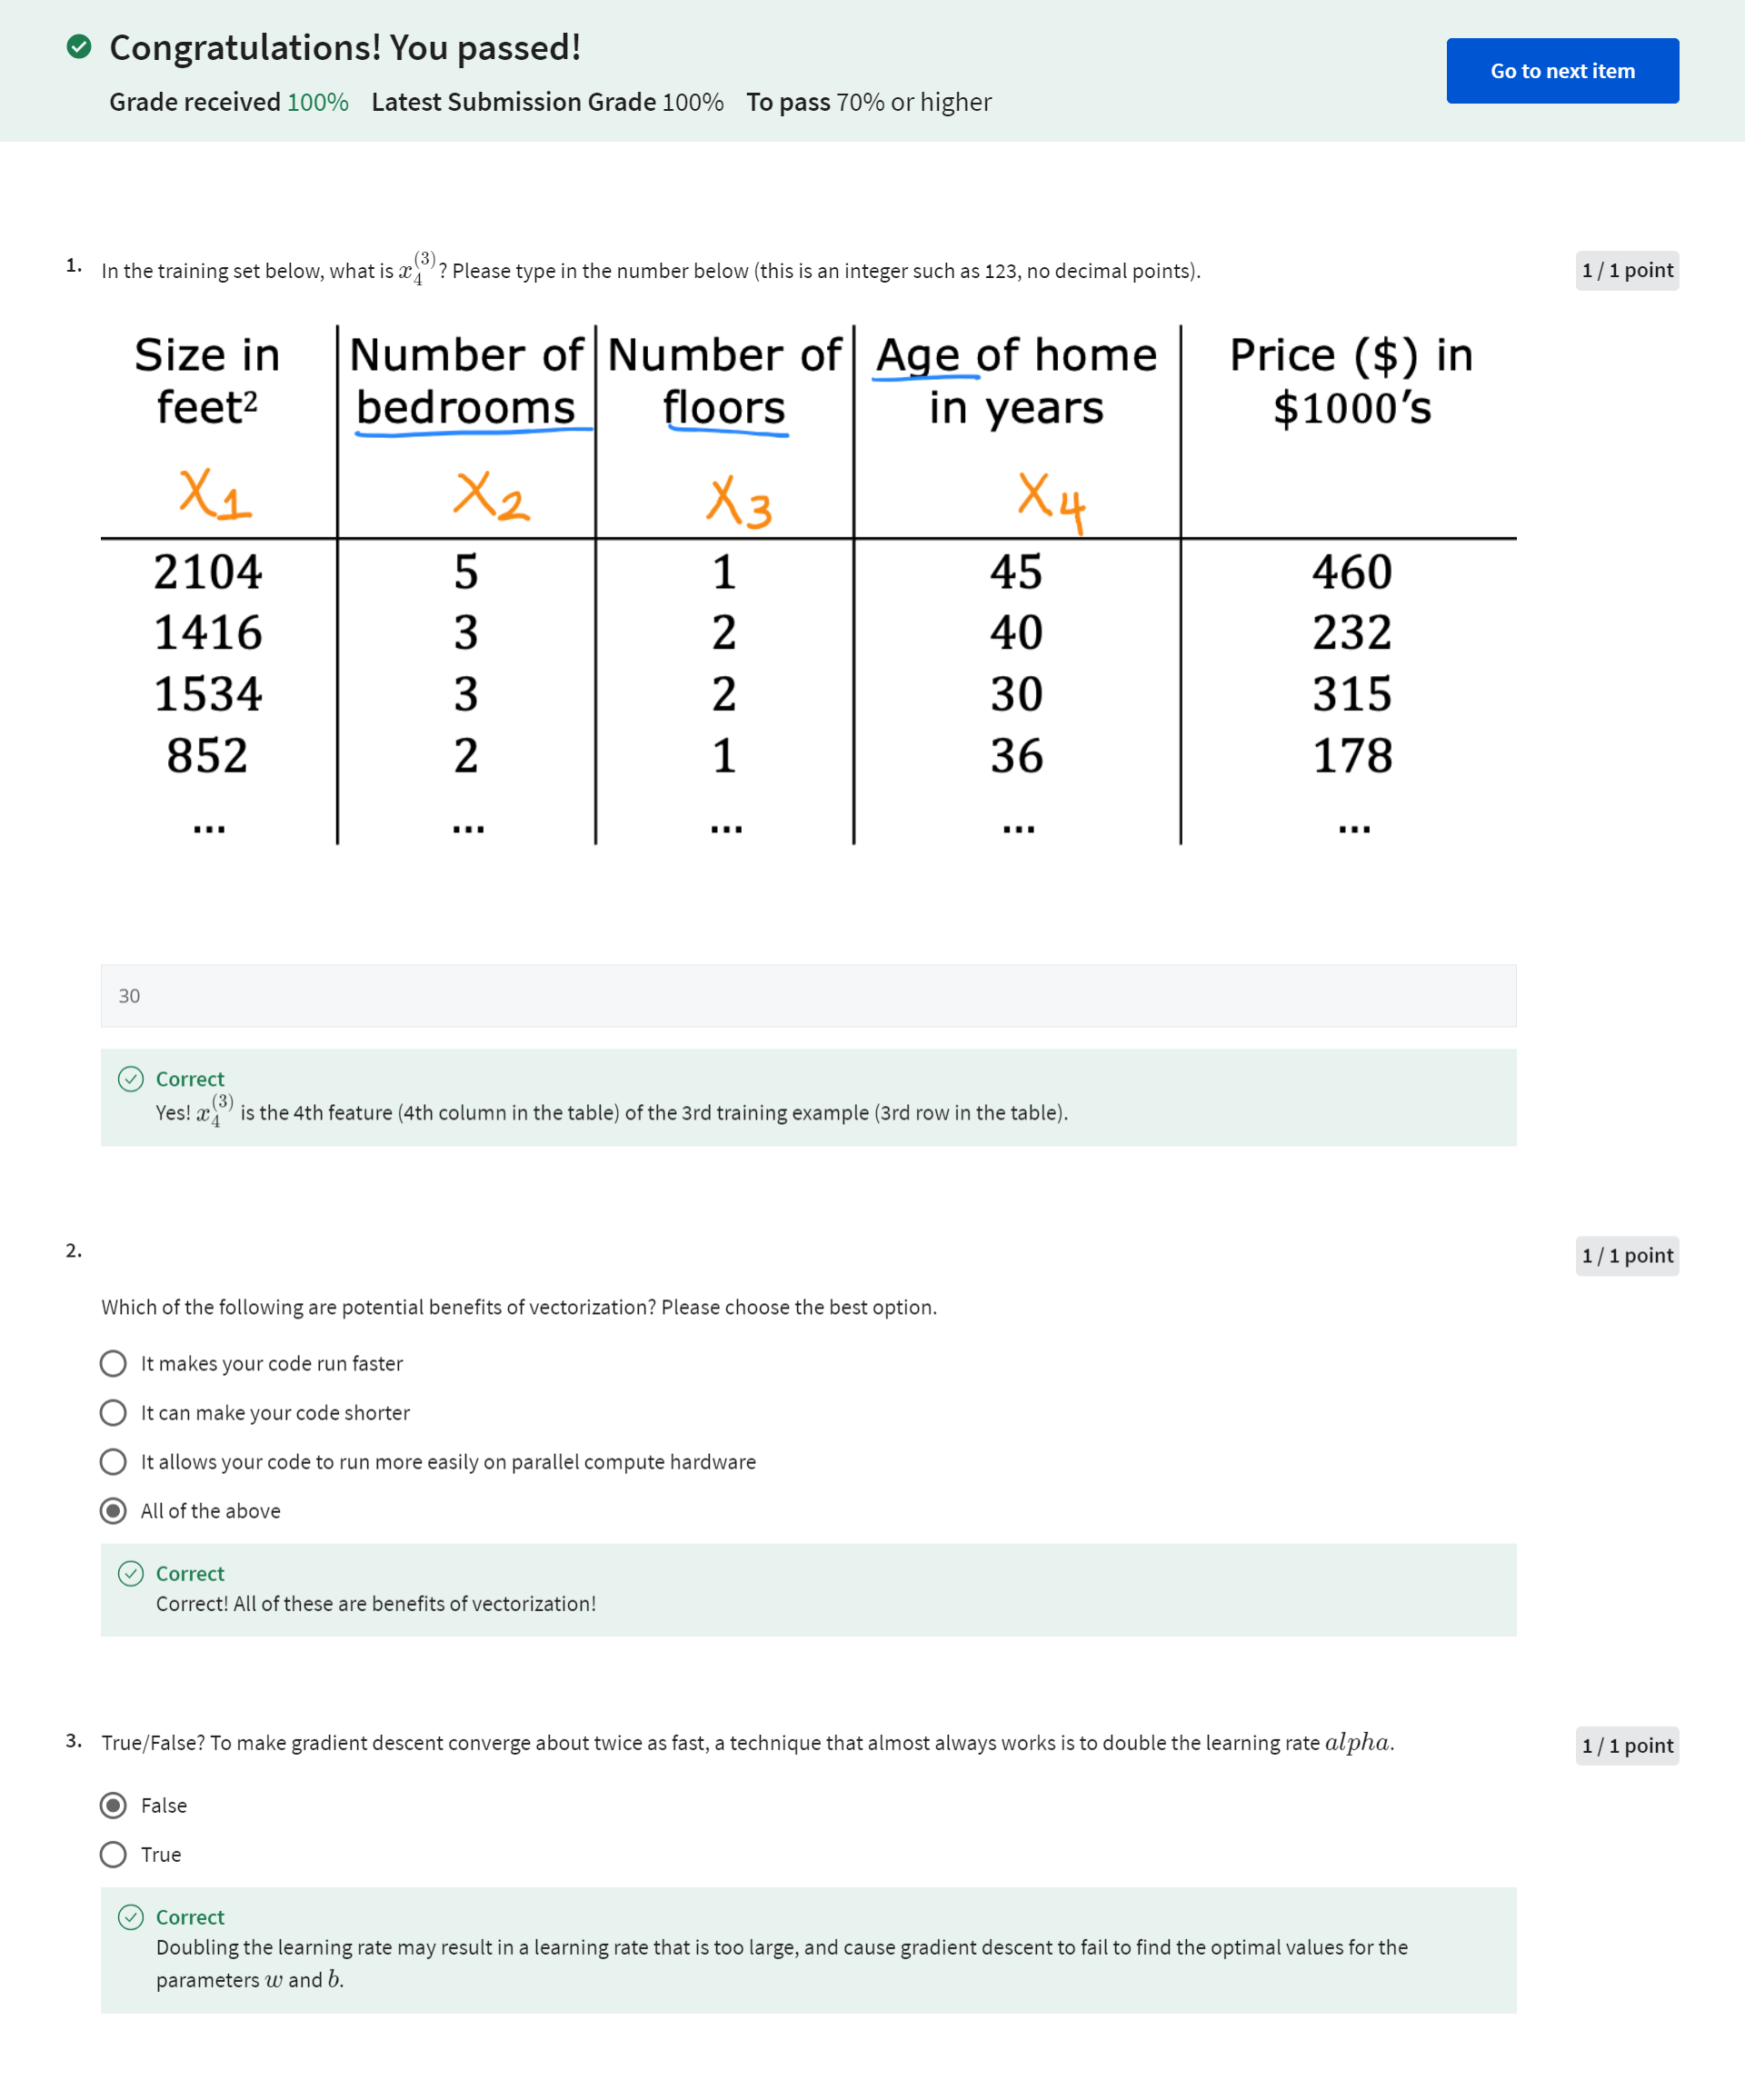 Congratulations! You passed!
Go to next item
Grade received 100% Latest Submission Grade 100% To pass 70% or higher
1. In the training set below, what is x₄⁽³⁾? Please type in the number below (this is an integer such as 123, no decimal points).
1 / 1 point
Size in Number of Number of Age of home Price ($) in
feet² bedrooms floors in years $1000's
X1 X2 X3 X4
2104 5 1 45 460
1416 3 2 40 232
1534 3 2 30 315
852 2 1 36 178
... ... ... ... ...
30
Correct
Yes! x₄⁽³⁾ is the 4th feature (4th column in the table) of the 3rd training example (3rd row in the table).
2.
1 / 1 point
Which of the following are potential benefits of vectorization? Please choose the best option.
It makes your code run faster
It can make your code shorter
It allows your code to run more easily on parallel compute hardware
All of the above
Correct
Correct! All of these are benefits of vectorization!
3. True/False? To make gradient descent converge about twice as fast, a technique that almost always works is to double the learning rate alpha.
1 / 1 point
False
True
Correct
Doubling the learning rate may result in a learning rate that is too large, and cause gradient descent to fail to find the optimal values for the
parameters w and b.